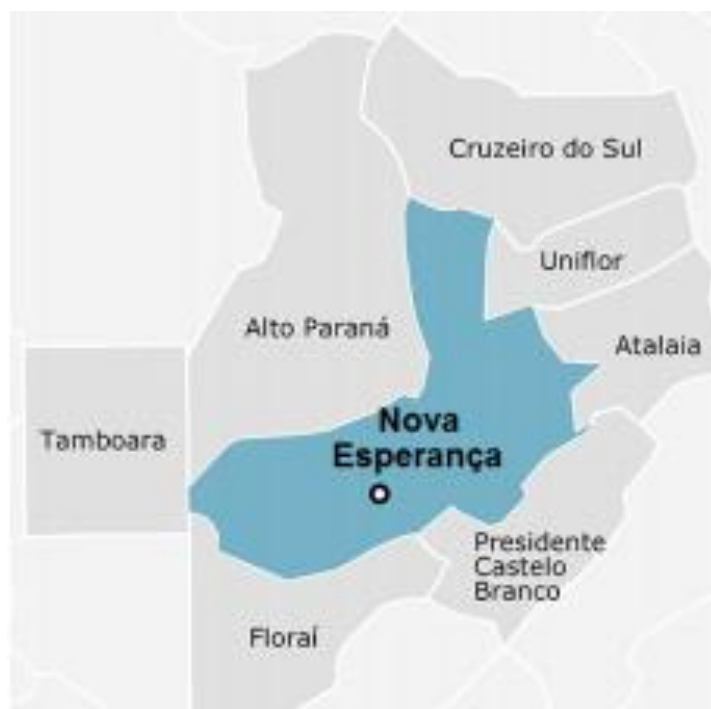 Cruzeiro do Sul
Uniflor
Alto Paraná
Atalaia
Nova
Esperança
Tamboara
Presidente
Castelo
Branco
Floraí